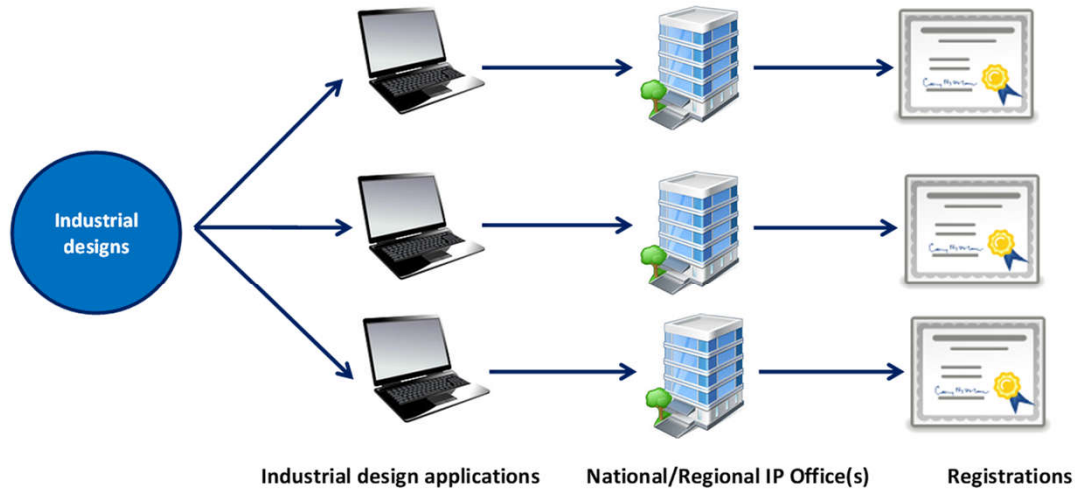 Industrial
designs
Industrial design applications
National/Regional IP Office(s)
Registrations